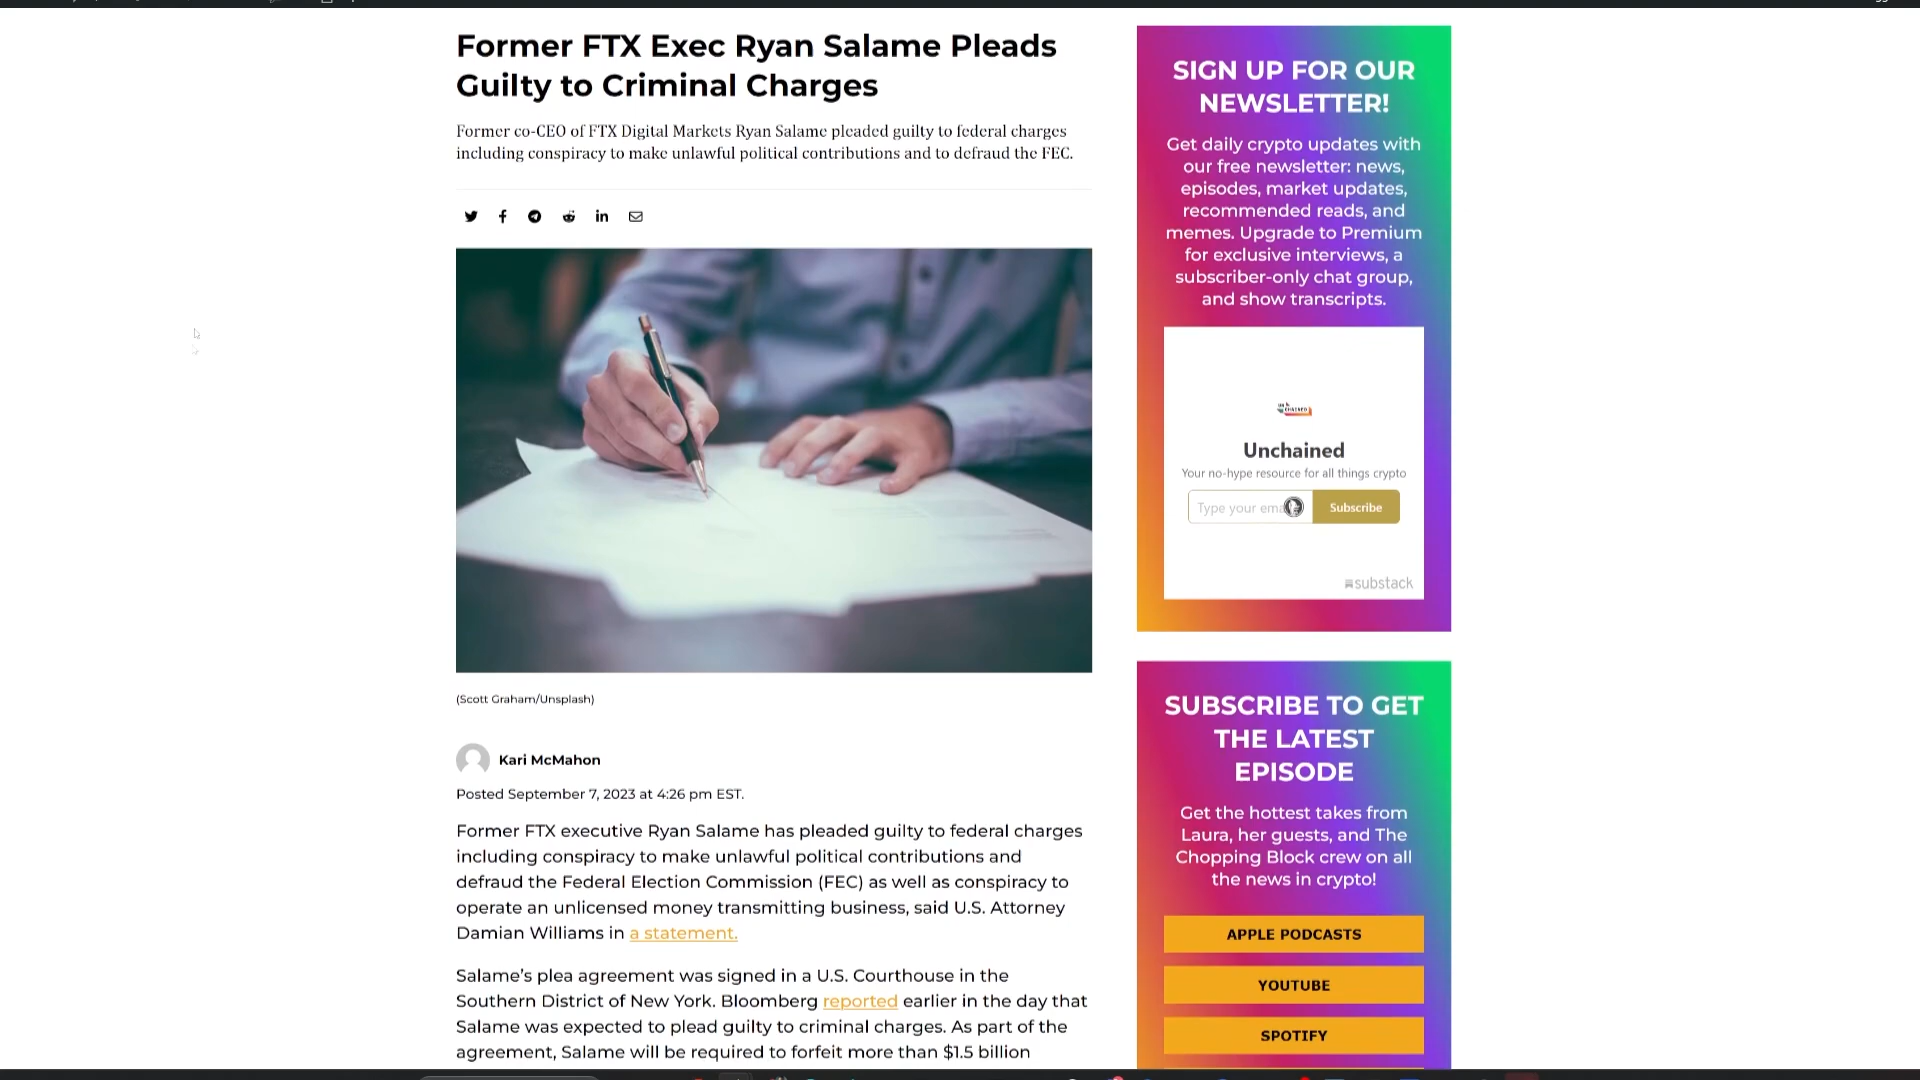 Former FTX Exec Ryan Salame Pleads
Guilty to Criminal Charges
Former co-CEO of FTX Digital Markets Ryan Salame pleaded guilty to federal charges
including conspiracy to make unlawful political contributions and to defraud the FEC.
(Scott Graham/Unsplash)
Kari McMahon
Posted September 7, 2023 at 4:26 pm EST.
Former FTX executive Ryan Salame has pleaded guilty to federal charges
including conspiracy to make unlawful political contributions and
defraud the Federal Election Commission (FEC) as well as conspiracy to
operate an unlicensed money transmitting business, said U.S. Attorney
Damian Williams in a statement.
Salame’s plea agreement was signed in a U.S. Courthouse in the
Southern District of New York. Bloomberg reported earlier in the day that
Salame was expected to plead guilty to criminal charges. As part of the
agreement, Salame will be required to forfeit more than $1.5 billion
SIGN UP FOR OUR
NEWSLETTER!
Get daily crypto updates with
our free newsletter: news,
episodes, market updates,
recommended reads, and
memes. Upgrade to Premium
for exclusive interviews, a
subscriber-only chat group,
and show transcripts.
Unchained
Your no-hype resource for all things crypto
Type your ema
Subscribe
substack
SUBSCRIBE TO GET
THE LATEST
EPISODE
Get the hottest takes from
Laura, her guests, and The
Chopping Block crew on all
the news in crypto!
APPLE PODCASTS
YOUTUBE
SPOTIFY